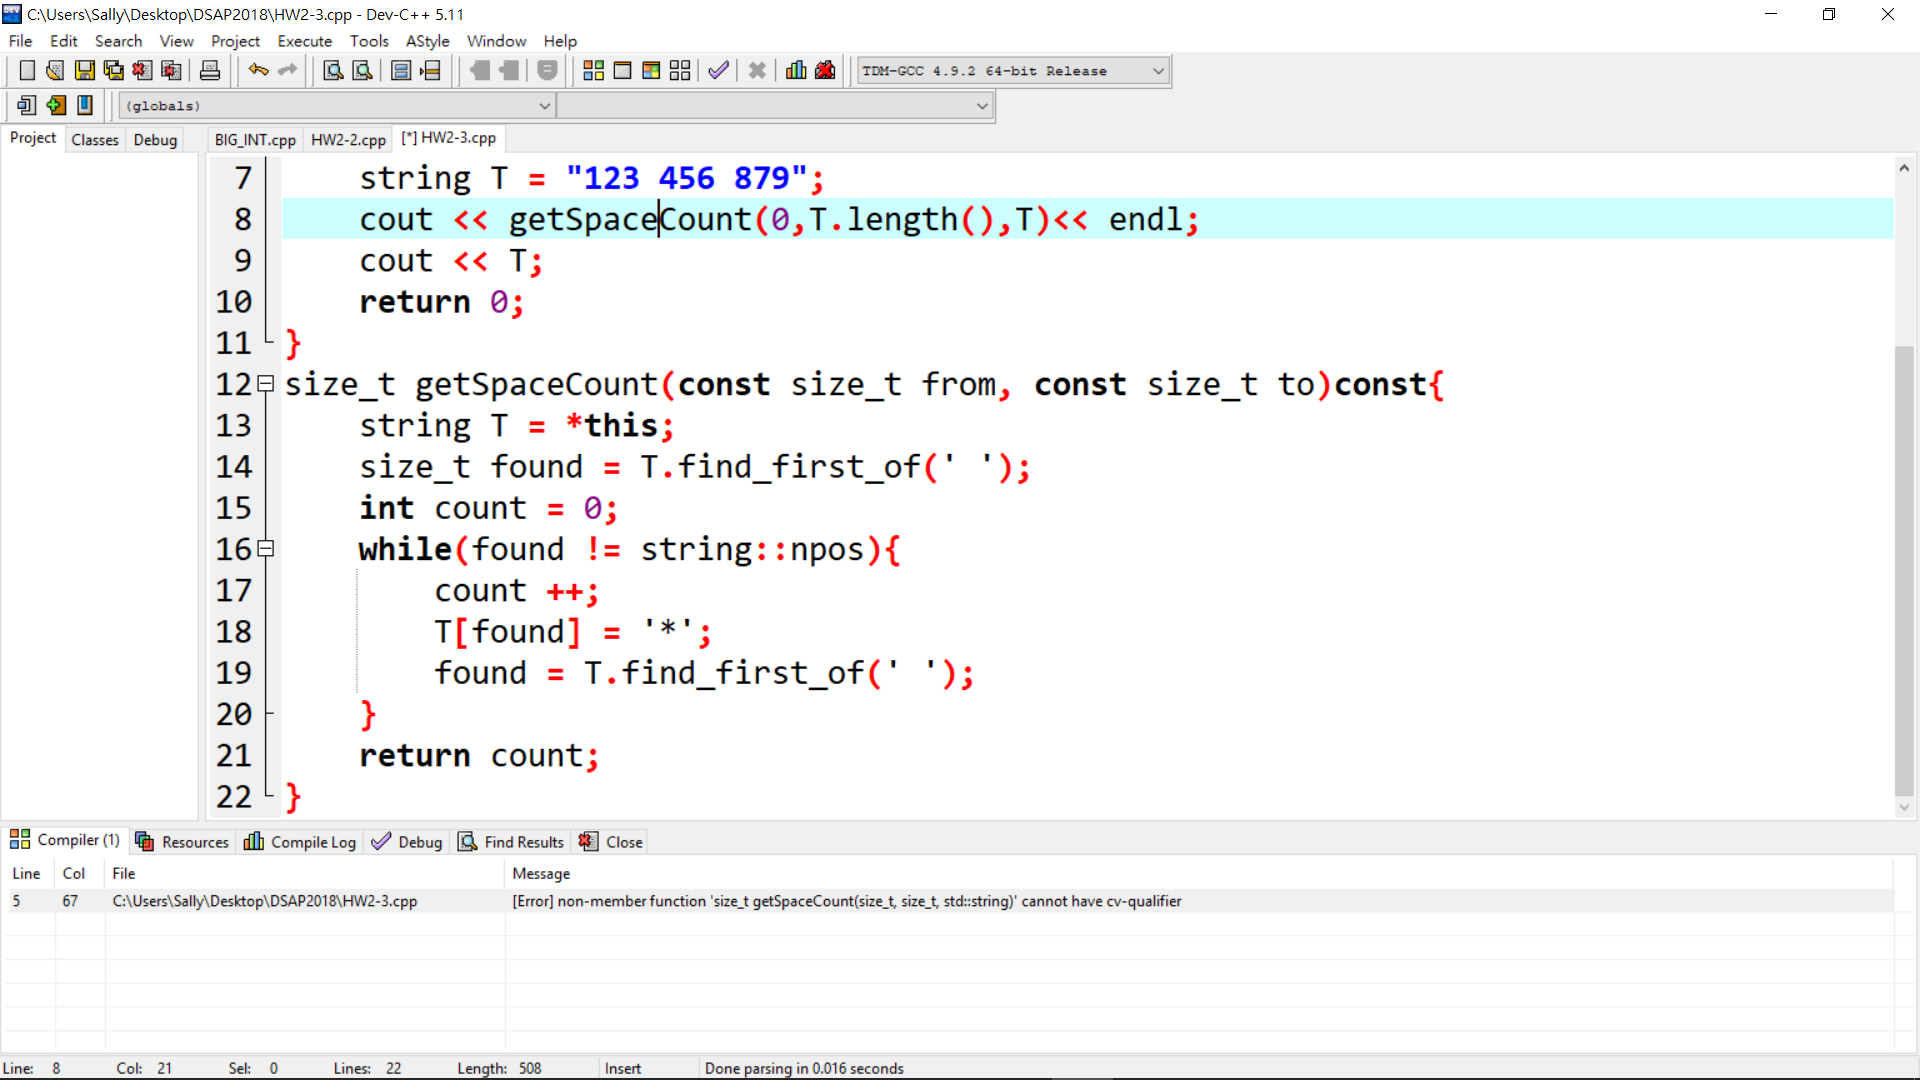 C:\Users\Sally\Desktop\DSAP2018\HW2-3.cpp - Dev-C++ 5.11
File Edit Search View Project Execute Tools AStyle Window Help
TDM-GCC 4.9.2 64-bit Release
(globals)
Project Classes Debug BIG_INT.cpp HW2-2.cpp [*] HW2-3.cpp
7 string T = "123 456 879";
8 cout << getSpaceCount(0,T.length(),T)<< endl;
9 cout << T;
10 return 0;
11 }
12 size_t getSpaceCount(const size_t from, const size_t to)const{
13 string T = *this;
14 size_t found = T.find_first_of(' ');
15 int count = 0;
16 while(found != string::npos){
17 count ++;
18 T[found] = '*';
19 found = T.find_first_of(' ');
20 }
21 return count;
22 }
Compiler (1) Resources Compile Log Debug Find Results Close
Line Col File Message
5 67 C:\Users\Sally\Desktop\DSAP2018\HW2-3.cpp [Error] non-member function 'size_t getSpaceCount(size_t, size_t, std::string)' cannot have cv-qualifier
Line: 8 Col: 21 Sel: 0 Lines: 22 Length: 508 Insert Done parsing in 0.016 seconds